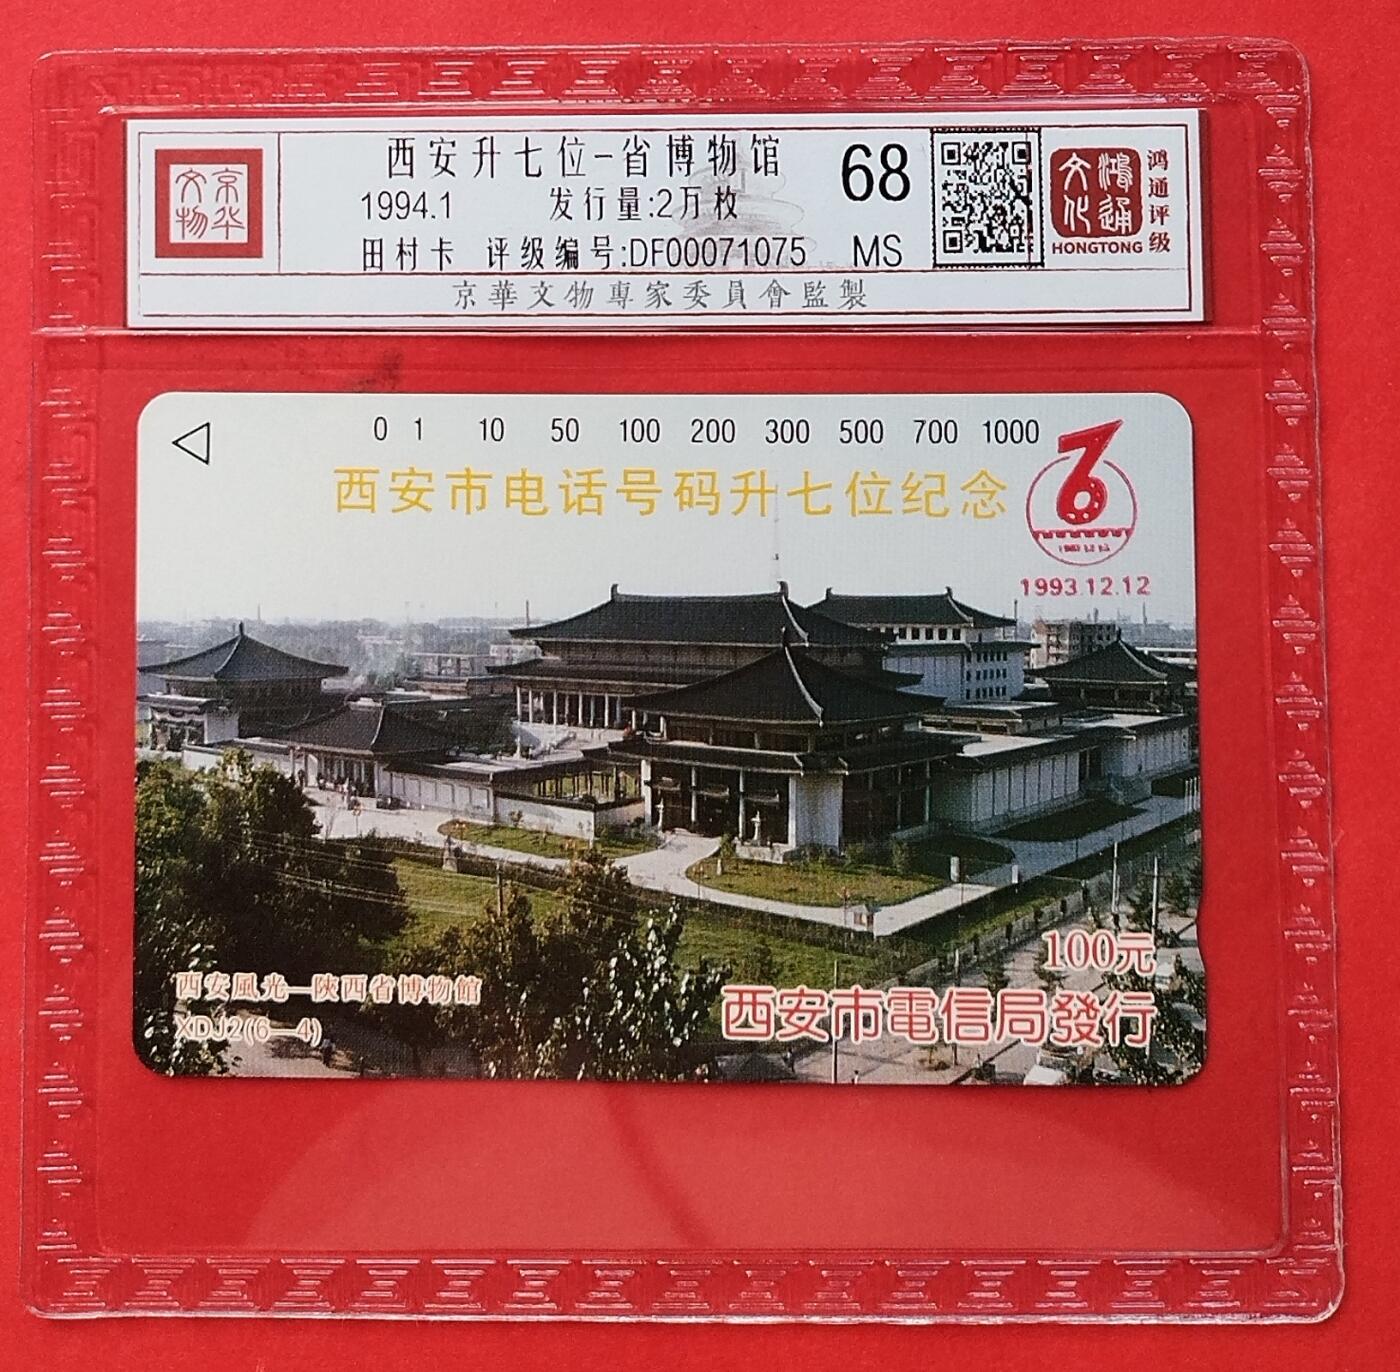 京华
文物
西安升七位-省博物馆
1994.1 发行量:2万枚
田村卡 评级编号:DF00071075
68
MS
鸿通
文化
HONGTONG
鸿通评级
京華文物專家委員會監製
0 1 10 50 100 200 300 500 700 1000
西安市电话号码升七位纪念
1993.12.12
100元
西安風光—陝西省博物館
XDJ2(6—4)
西安市電信局發行